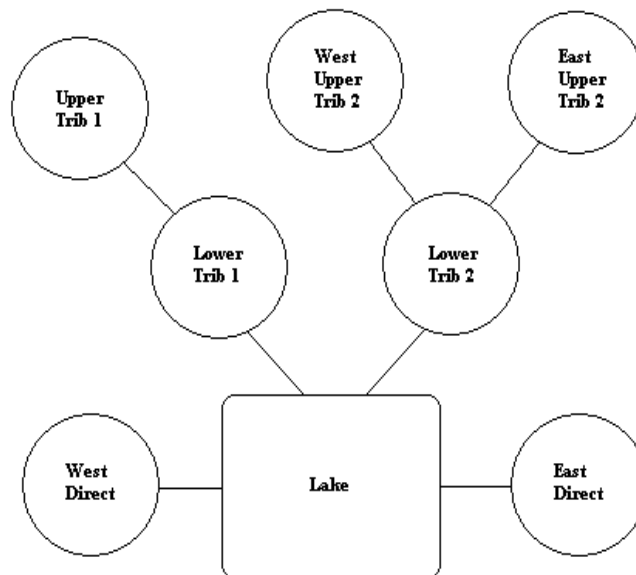 Upper
Trib 1
West
Upper
Trib 2
East
Upper
Trib 2
Lower
Trib 1
Lower
Trib 2
West
Direct
Lake
East
Direct